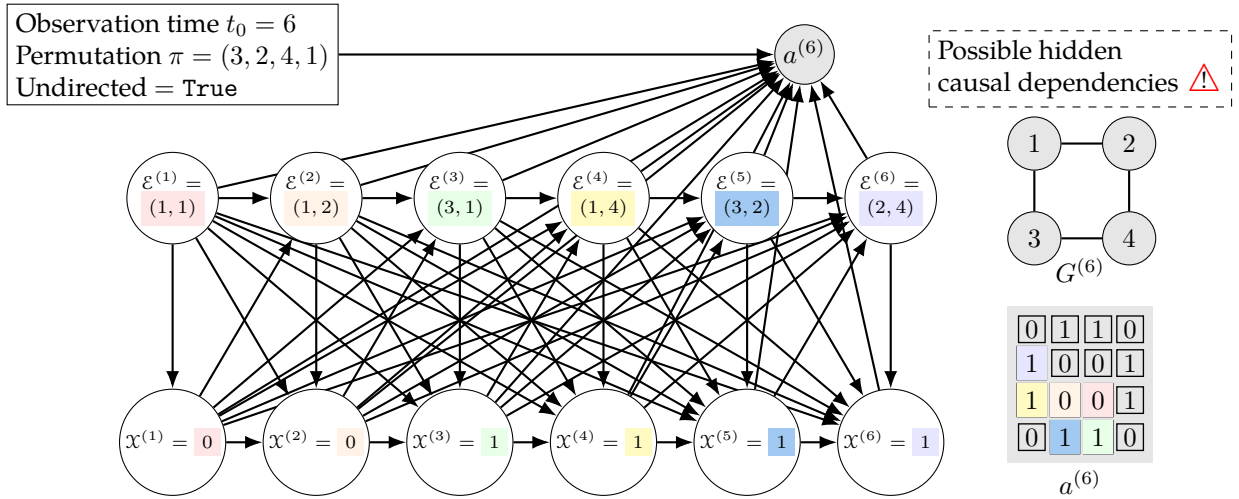 Observation time t₀ = 6
Permutation π = (3, 2, 4, 1)
Undirected = True
a⁽⁶⁾
Possible hidden
causal dependencies ⚠
ℰ⁽¹⁾ =
(1, 1)
ℰ⁽²⁾ =
(1, 2)
ℰ⁽³⁾ =
(3, 1)
ℰ⁽⁴⁾ =
(1, 4)
ℰ⁽⁵⁾ =
(3, 2)
ℰ⁽⁶⁾ =
(2, 4)
𝒳⁽¹⁾ = 0
𝒳⁽²⁾ = 0
𝒳⁽³⁾ = 1
𝒳⁽⁴⁾ = 1
𝒳⁽⁵⁾ = 1
𝒳⁽⁶⁾ = 1
1 2
3 4
G⁽⁶⁾
0 1 1 0
1 0 0 1
1 0 0 1
0 1 1 0
a⁽⁶⁾